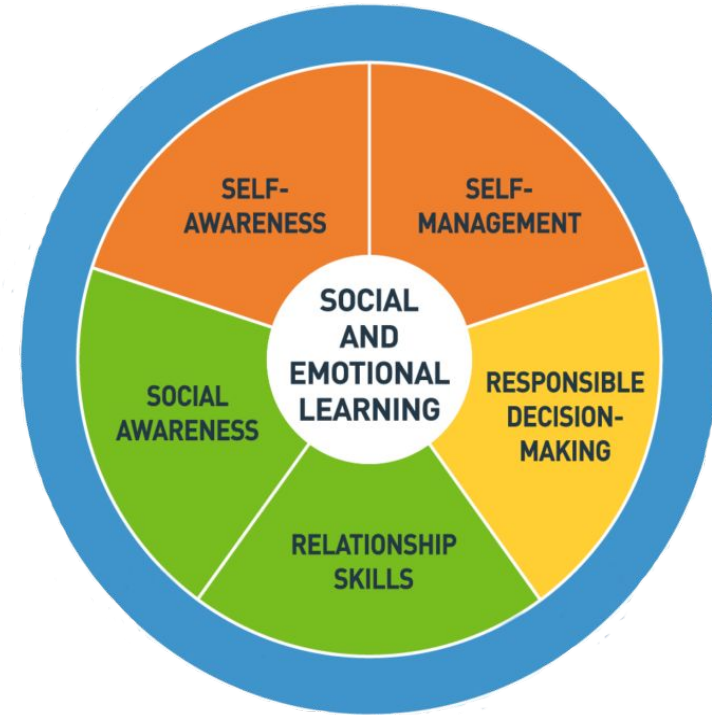 SELF-
AWARENESS
SELF-
MANAGEMENT
SOCIAL
AND
EMOTIONAL
LEARNING
SOCIAL
AWARENESS
RESPONSIBLE
DECISION-
MAKING
RELATIONSHIP
SKILLS